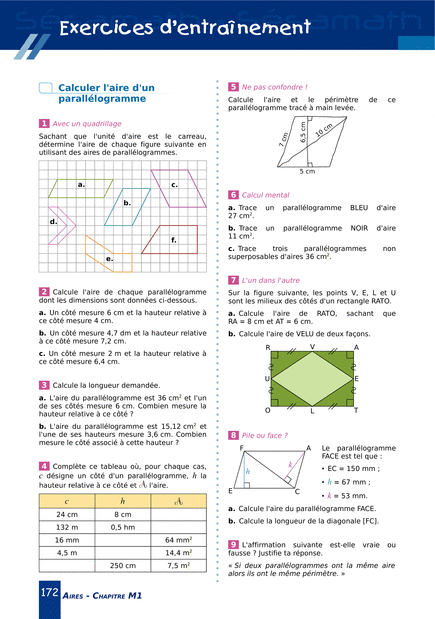 Exercices d'entraînement
Calculer l'aire d'un
parallélogramme
1 Avec un quadrillage
Sachant que l'unité d'aire est le carreau,
détermine l'aire de chaque figure suivante en
utilisant des aires de parallélogrammes.
a.
c.
b.
d.
f.
e.
2 Calcule l'aire de chaque parallélogramme
dont les dimensions sont données ci-dessous.
a. Un côté mesure 6 cm et la hauteur relative à
ce côté mesure 4 cm.
b. Un côté mesure 4,7 dm et la hauteur relative
à ce côté mesure 7,2 cm.
c. Un côté mesure 2 m et la hauteur relative à
ce côté mesure 6,4 cm.
3 Calcule la longueur demandée.
a. L'aire du parallélogramme est 36 cm² et l'un
de ses côtés mesure 6 cm. Combien mesure la
hauteur relative à ce côté ?
b. L'aire du parallélogramme est 15,12 cm² et
l'une de ses hauteurs mesure 3,6 cm. Combien
mesure le côté associé à cette hauteur ?
4 Complète ce tableau où, pour chaque cas,
c désigne un côté d'un parallélogramme, h la
hauteur relative à ce côté et 𝒜 l'aire.
c h 𝒜
24 cm 8 cm
132 m 0,5 hm
16 mm 64 mm²
4,5 m 14,4 m²
250 cm 7,5 m²
5 Ne pas confondre !
Calcule l'aire et le périmètre de ce
parallélogramme tracé à main levée.
7 cm
6,5 cm
10 cm
5 cm
6 Calcul mental
a. Trace un parallélogramme BLEU d'aire
27 cm².
b. Trace un parallélogramme NOIR d'aire
11 cm².
c. Trace trois parallélogrammes non
superposables d'aires 36 cm².
7 L'un dans l'autre
Sur la figure suivante, les points V, E, L et U
sont les milieux des côtés d'un rectangle RATO.
a. Calcule l'aire de RATO, sachant que
RA = 8 cm et AT = 6 cm.
b. Calcule l'aire de VELU de deux façons.
R V A
U E
O L T
8 Pile ou face ?
F A
h k
E C
Le parallélogramme
FACE est tel que :
• EC = 150 mm ;
• h = 67 mm ;
• k = 53 mm.
a. Calcule l'aire du parallélogramme FACE.
b. Calcule la longueur de la diagonale [FC].
9 L'affirmation suivante est-elle vraie ou
fausse ? Justifie ta réponse.
« Si deux parallélogrammes ont la même aire
alors ils ont le même périmètre. »
172 Aires - Chapitre M1